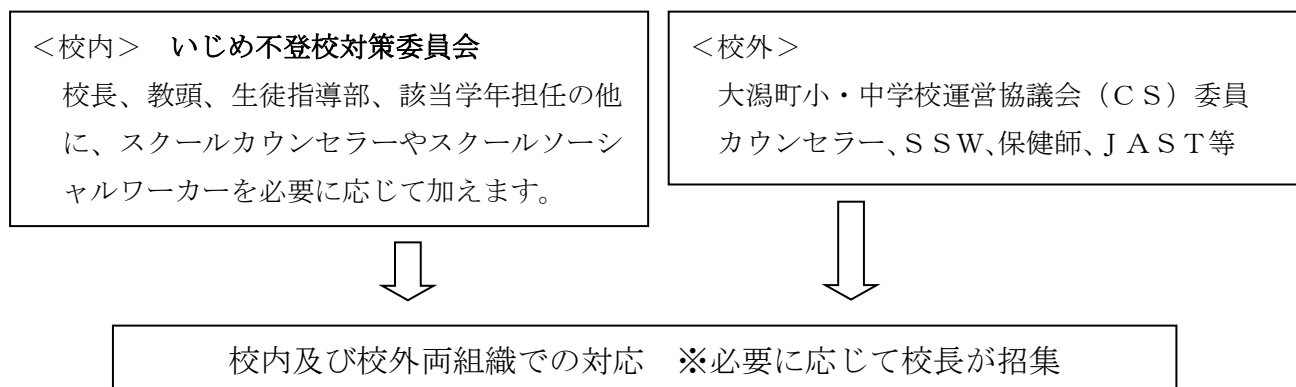 <校内> いじめ不登校対策委員会
校長、教頭、生徒指導部、該当学年担任の他
に、スクールカウンセラーやスクールソーシ
ャルワーカーを必要に応じて加えます。
<校外>
大潟町小・中学校運営協議会(CS)委員
カウンセラー、SSW、保健師、JAST等
校内及び校外両組織での対応 ※必要に応じて校長が招集